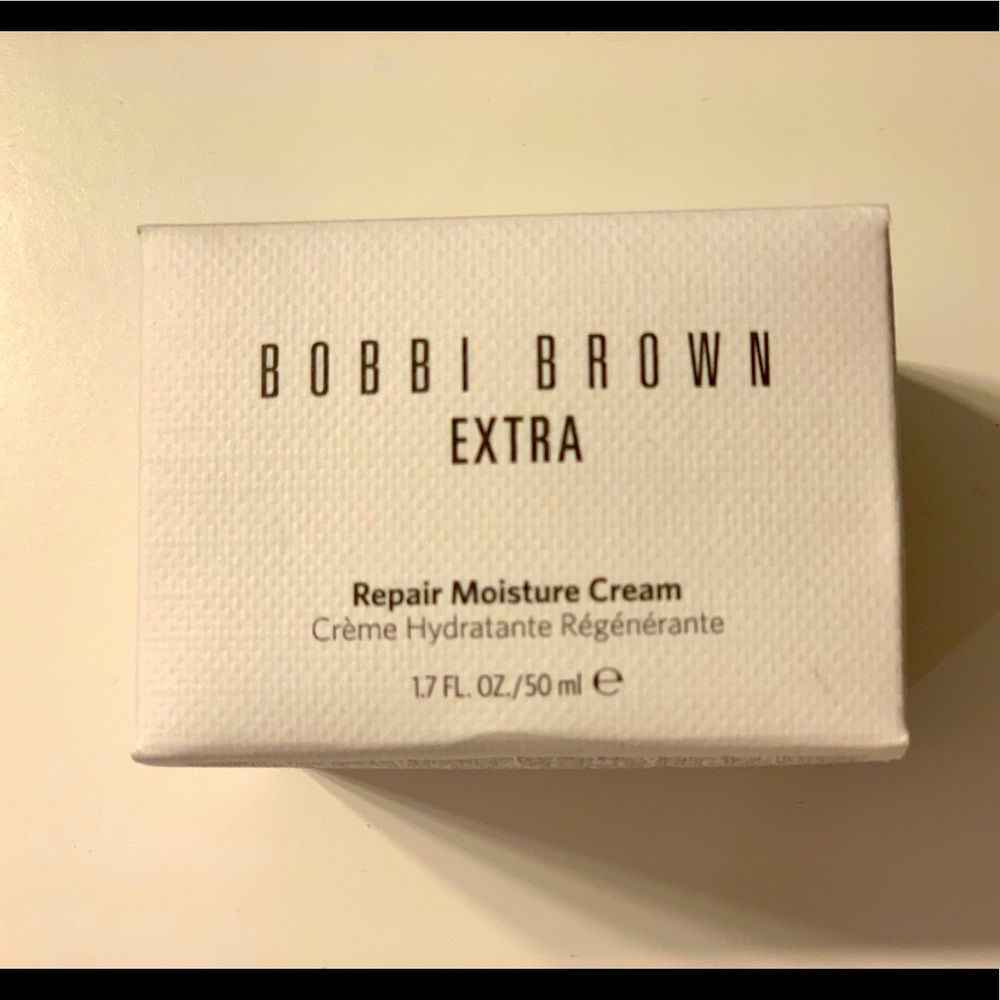 BOBBI BROWN
EXTRA
Repair Moisture Cream
Crème Hydratante Régénérante
1.7 FL. OZ./50 ml ℮